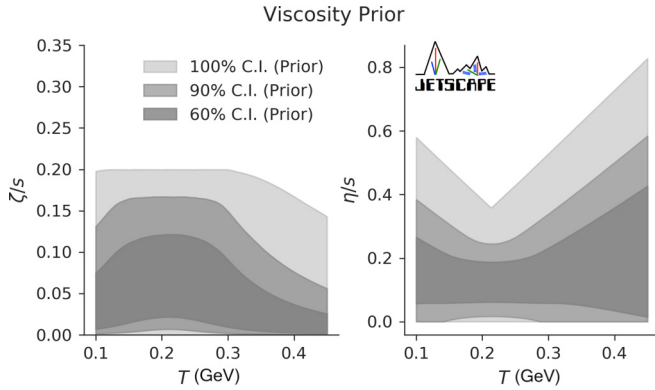 Viscosity Prior
ζ/s
0.35
0.30
0.25
0.20
0.15
0.10
0.05
0.00
100% C.I. (Prior)
90% C.I. (Prior)
60% C.I. (Prior)
0.1 0.2 0.3 0.4
T (GeV)
JETSCAPE
η/s
0.8
0.6
0.4
0.2
0.0
0.1 0.2 0.3 0.4
T (GeV)